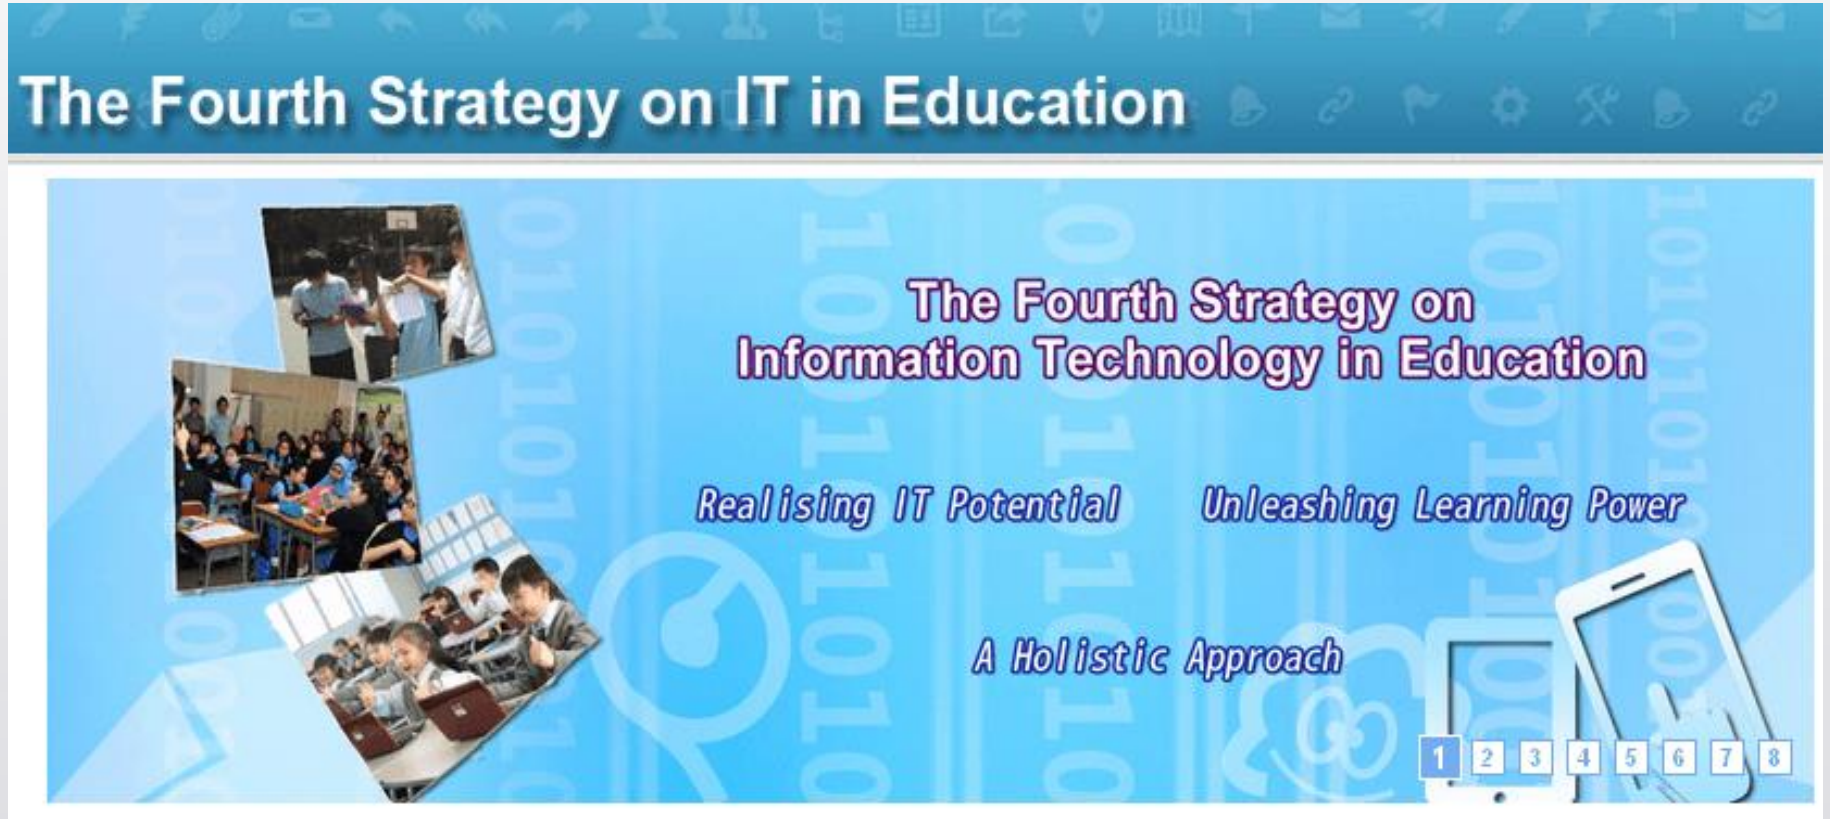 The Fourth Strategy on IT in Education
The Fourth Strategy on
Information Technology in Education
Realising IT Potential Unleashing Learning Power
A Holistic Approach
1 2 3 4 5 6 7 8